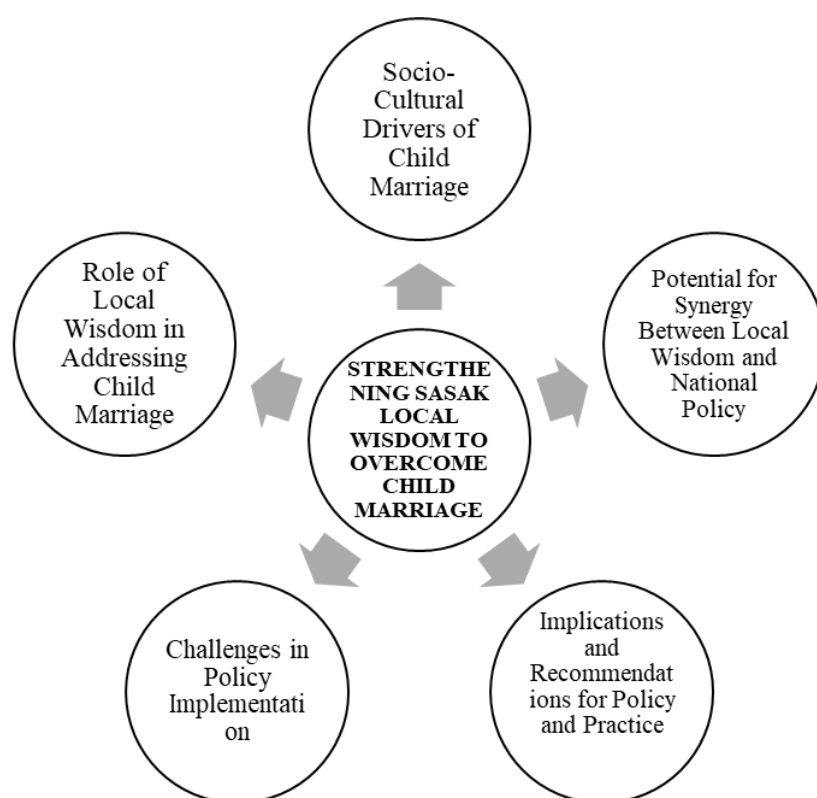 Socio-
Cultural
Drivers of
Child
Marriage
Role of
Local
Wisdom in
Addressing
Child
Marriage
Potential for
Synergy
Between Local
Wisdom and
National
Policy
STRENGTHE
NING SASAK
LOCAL
WISDOM TO
OVERCOME
CHILD
MARRIAGE
Challenges in
Policy
Implementati
on
Implications
and
Recommendat
ions for Policy
and Practice